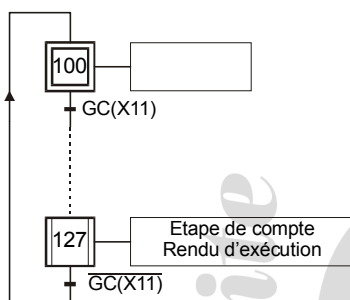 100
GC(X11)
127
Etape de compte
Rendu d'exécution
GC(X11)